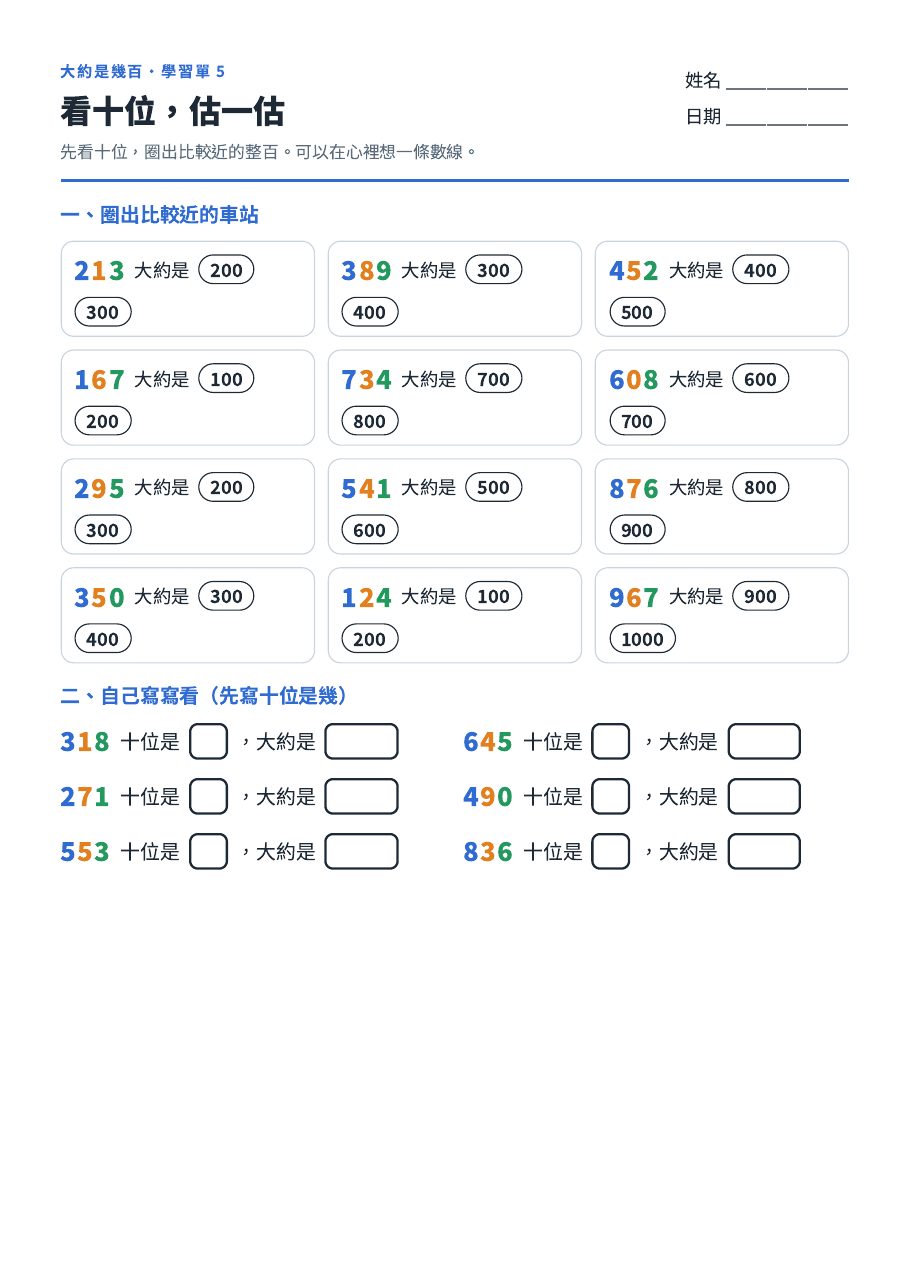 大約是幾百・學習單 5
看十位，估一估
先看十位，圈出比較近的整百。可以在心裡想一條數線。
姓名 ____________
日期 ____________
一、圈出比較近的車站
213 大約是 200
300
389 大約是 300
400
452 大約是 400
500
167 大約是 100
200
734 大約是 700
800
608 大約是 600
700
295 大約是 200
300
541 大約是 500
600
876 大約是 800
900
350 大約是 300
400
124 大約是 100
200
967 大約是 900
1000
二、自己寫寫看（先寫十位是幾）
318 十位是 ，大約是
645 十位是 ，大約是
271 十位是 ，大約是
490 十位是 ，大約是
553 十位是 ，大約是
836 十位是 ，大約是